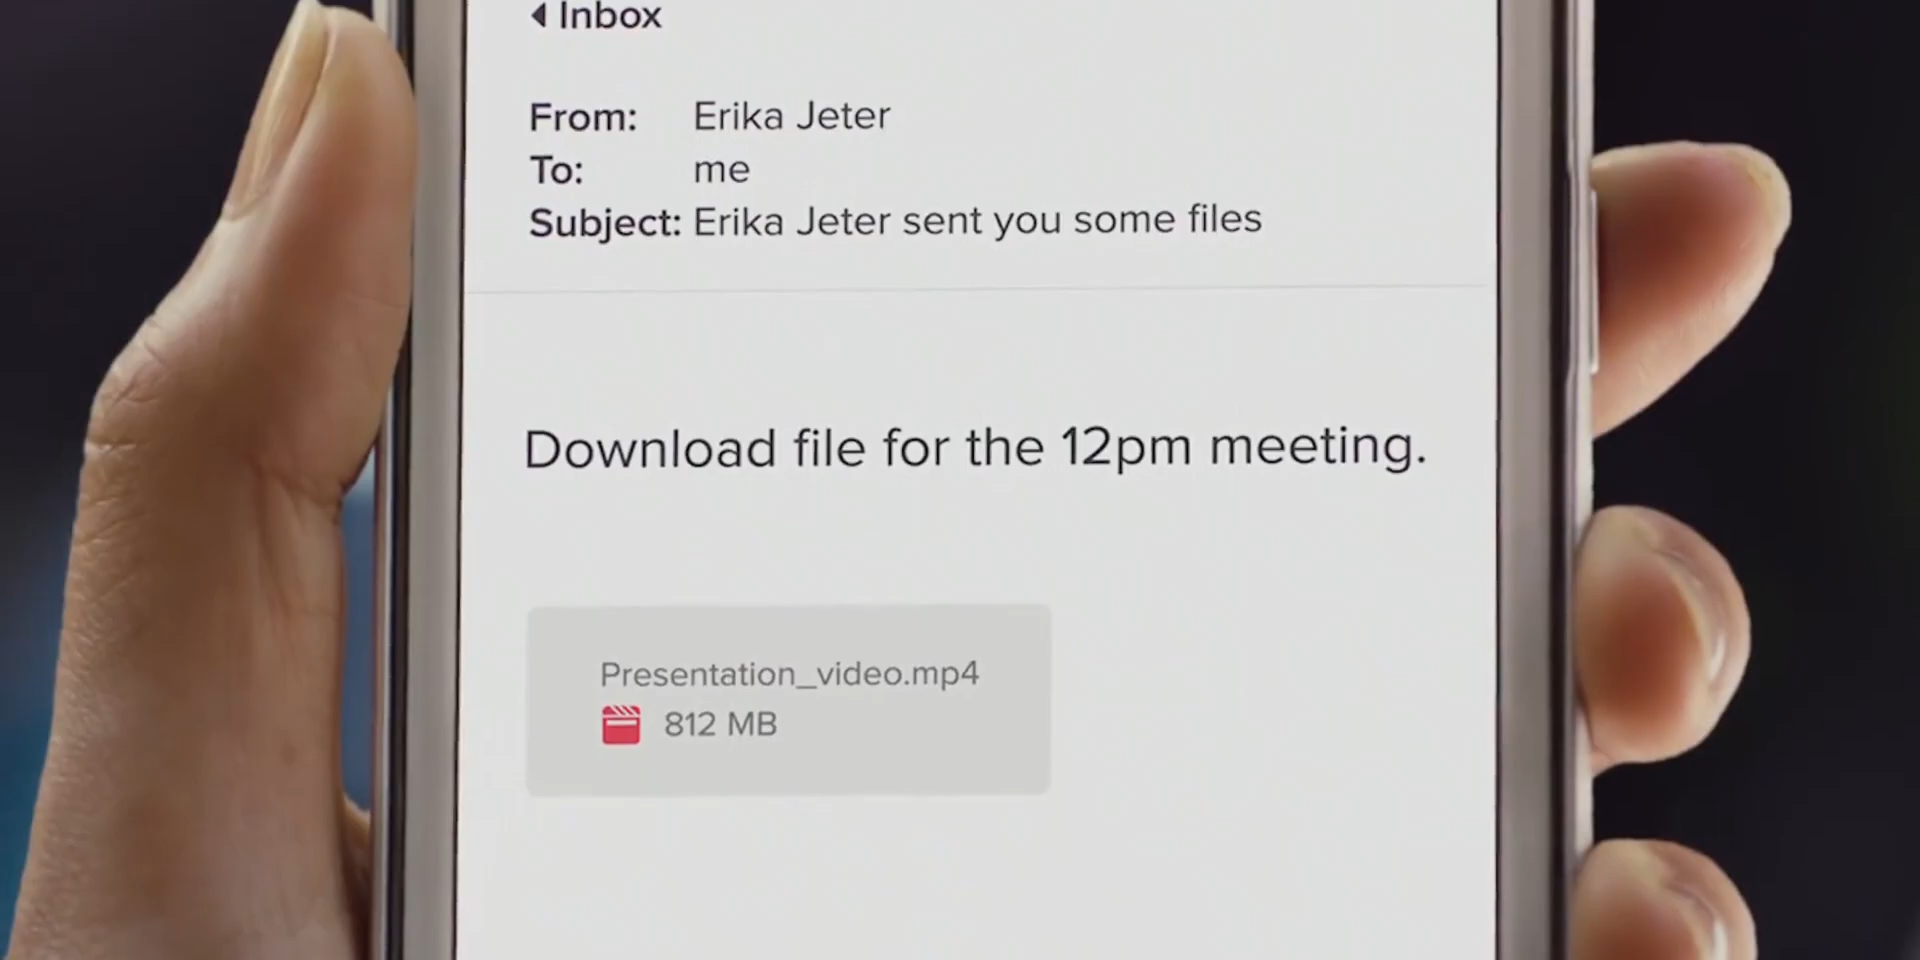 Inbox
From: Erika Jeter
To: me
Subject: Erika Jeter sent you some files
Download file for the 12pm meeting.
Presentation_video.mp4
812 MB